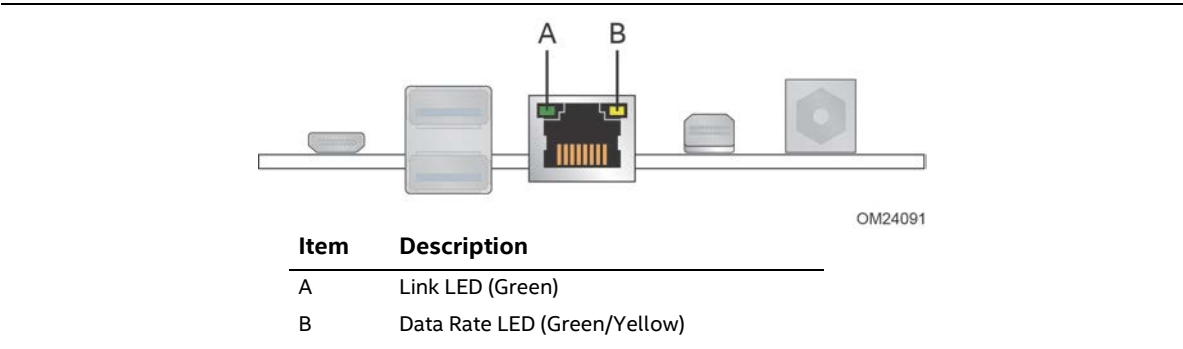 A B
OM24091
Item Description
A Link LED (Green)
B Data Rate LED (Green/Yellow)